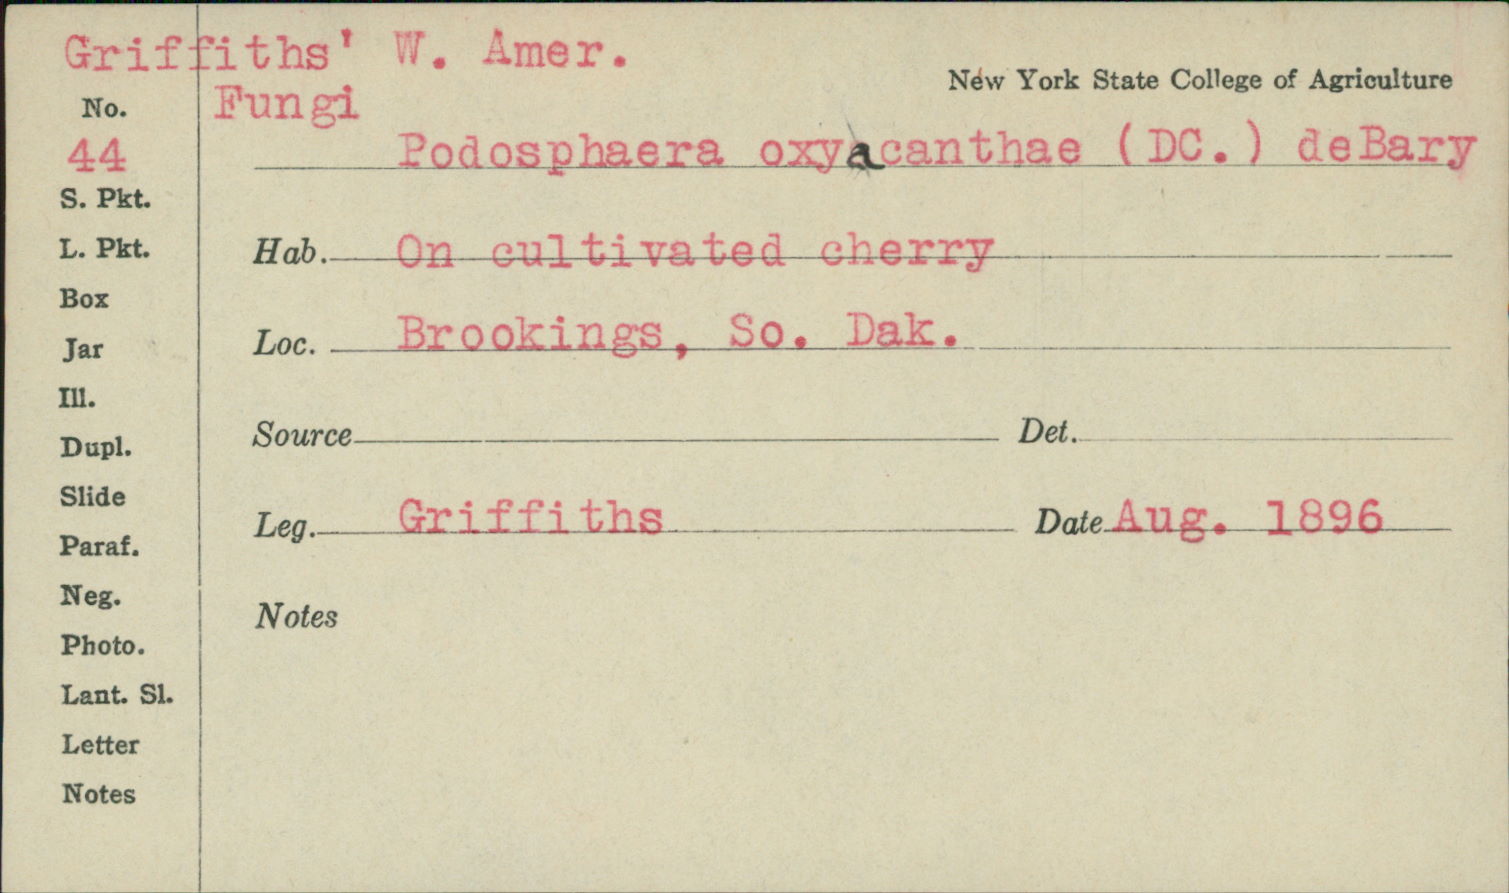 Griffiths' W. Amer.
New York State College of Agriculture
No. Fungi
44 Podosphaera oxyacanthae (DC.) deBary
S. Pkt.
L. Pkt.
Hab. On cultivated cherry
Box
Jar
Loc. Brookings, So. Dak.
Ill.
Dupl.
Source Det.
Slide
Leg. Griffiths Date Aug. 1896
Paraf.
Neg.
Notes
Photo.
Lant. Sl.
Letter
Notes